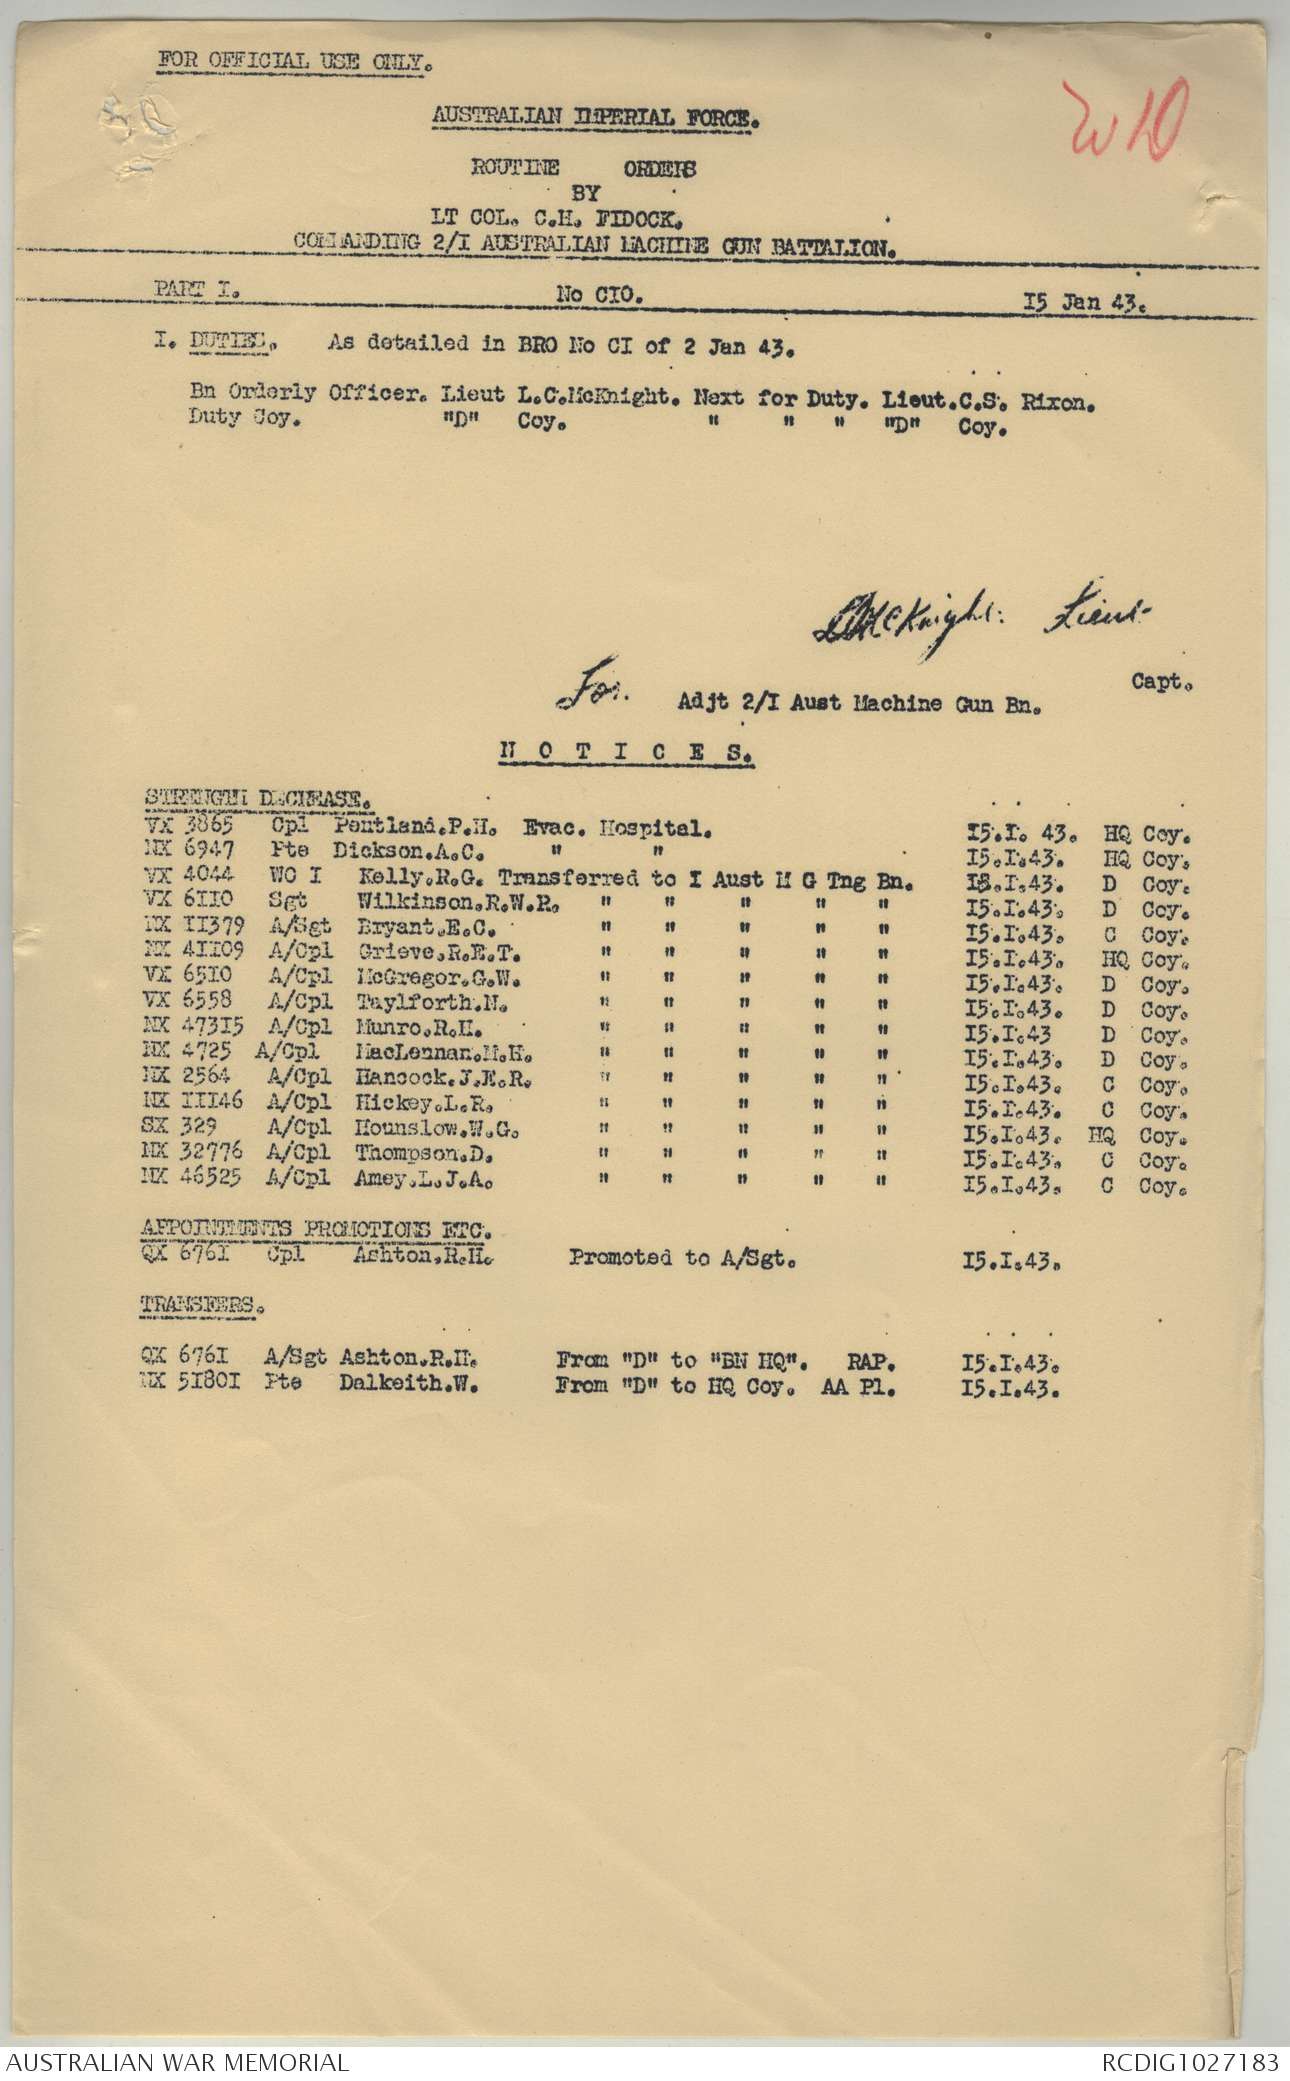 FOR OFFICIAL USE ONLY.
AUSTRALIAN IMPERIAL FORCE.
ROUTINE ORDERS
BY
LT COL. C.H. FIDOCK.
COMMANDING 2/I AUSTRALIAN MACHINE GUN BATTALION.
PART I. No CIO. I5 Jan 43.
I. DUTIES. As detailed in BRO No CI of 2 Jan 43.
Bn Orderly Officer. Lieut L.C.McKnight. Next for Duty. Lieut.C.S. Rixon.
Duty Coy. "D" Coy. " " " "D" Coy.
McKnight. Lieut
Capt.
For. Adjt 2/I Aust Machine Gun Bn.
N O T I C E S.
STRENGTH DECREASE.
VX 3865 Cpl Pentland.P.H. Evac. Hospital. I5.I. 43. HQ Coy.
NX 6947 Pte Dickson.A.C. " " I5.I.43. HQ Coy.
VX 4044 WO I Kelly.R.G. Transferred to I Aust M G Tng Bn. I5.I.43. D Coy.
VX 6IIO Sgt Wilkinson.R.W.R. " " " " " I5.I.43. D Coy.
NX II379 A/Sgt Bryant.E.C. " " " " " I5.I.43. C Coy.
NX 4IIO9 A/Cpl Grieve.R.E.T. " " " " " I5.I.43. HQ Coy.
VX 65IO A/Cpl McGregor.G.W. " " " " " I5.I.43. D Coy.
VX 6558 A/Cpl Taylforth.N. " " " " " I5.I.43. D Coy.
NX 473I5 A/Cpl Munro.R.H. " " " " " I5.I.43 D Coy.
NX 4725 A/Cpl MacLennan.M.H. " " " " " I5.I.43. D Coy.
NX 2564 A/Cpl Hancock.J.E.R. " " " " " I5.I.43. C Coy.
NX III46 A/Cpl Hickey.L.R. " " " " " I5.I.43. C Coy.
SX 329 A/Cpl Hounslow.W.G. " " " " " I5.I.43. HQ Coy.
NX 32776 A/Cpl Thompson.D. " " " " " I5.I.43. C Coy.
NX 46525 A/Cpl Amey.L.J.A. " " " " " I5.I.43. C Coy.
APPOINTMENTS PROMOTIONS ETC.
QX 676I Cpl Ashton.R.H. Promoted to A/Sgt. I5.I.43.
TRANSFERS.
QX 676I A/Sgt Ashton.R.H. From "D" to "BN HQ". RAP. I5.I.43.
NX 5I80I Pte Dalkeith.W. From "D" to HQ Coy. AA Pl. I5.I.43.
AUSTRALIAN WAR MEMORIAL RCDIG1027183